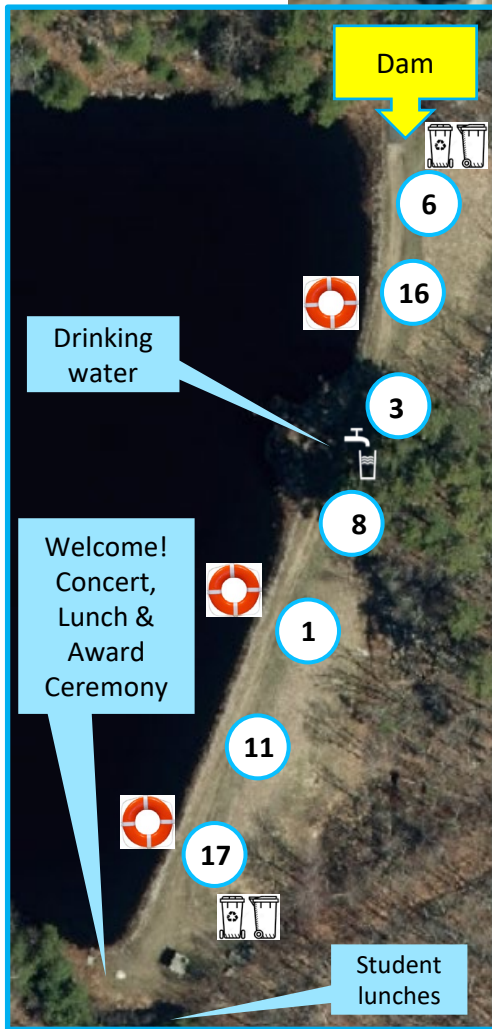 Dam
6
16
Drinking
water
3
8
Welcome!
Concert,
Lunch &
Award
Ceremony
1
11
17
Student
lunches